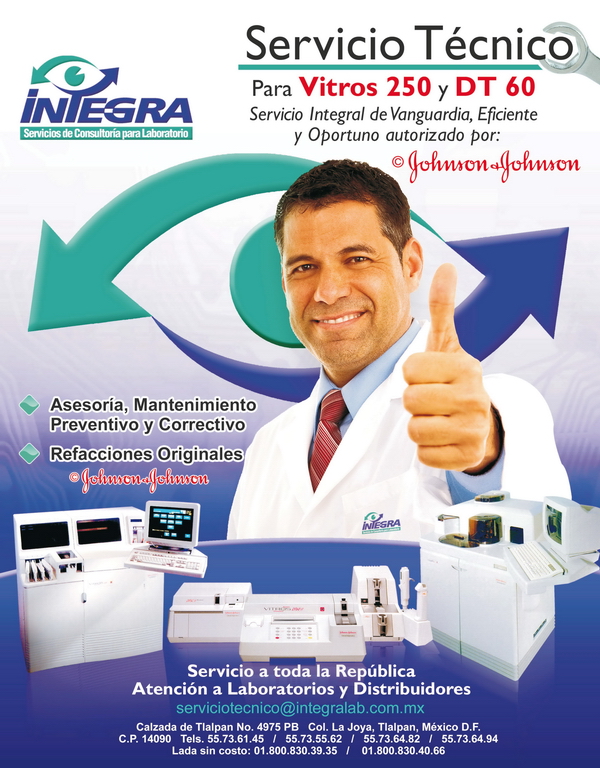 Servicio Técnico
INTEGRA
Servicios de Consultoría para Laboratorio
Para Vitros 250 y DT 60
Servicio Integral de Vanguardia, Eficiente
y Oportuno autorizado por:
© Johnson & Johnson
Asesoría, Mantenimiento
Preventivo y Correctivo
Refacciones Originales
© Johnson & Johnson
INTEGRA
Servicio a toda la República
Atención a Laboratorios y Distribuidores
serviciotecnico@integralab.com.mx
Calzada de Tlalpan No. 4975 PB Col. La Joya, Tlalpan, México D.F.
C.P. 14090 Tels. 55.73.61.45 / 55.73.55.62 / 55.73.64.82 / 55.73.64.94
Lada sin costo: 01.800.830.39.35 / 01.800.830.40.66